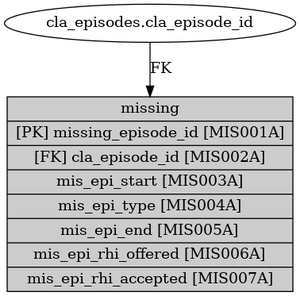 cla_episodes.cla_episode_id
FK
missing
[PK] missing_episode_id [MIS001A]
[FK] cla_episode_id [MIS002A]
mis_epi_start [MIS003A]
mis_epi_type [MIS004A]
mis_epi_end [MIS005A]
mis_epi_rhi_offered [MIS006A]
mis_epi_rhi_accepted [MIS007A]